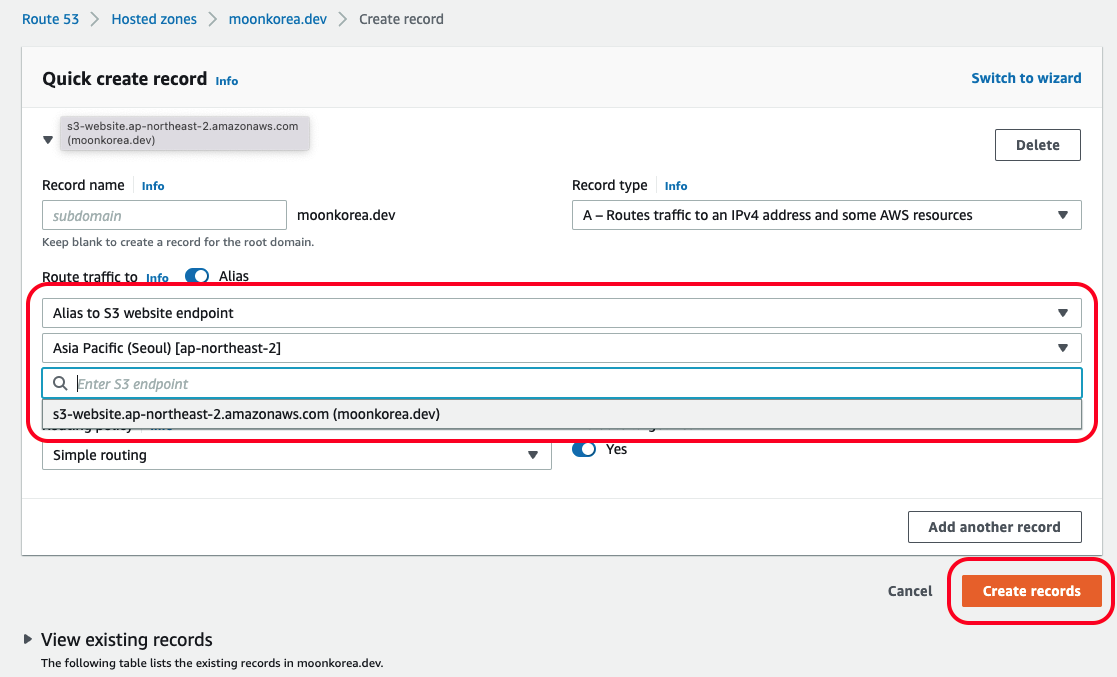 Route 53 > Hosted zones > moonkorea.dev > Create record
Quick create record Info
Switch to wizard
s3-website.ap-northeast-2.amazonaws.com
(moonkorea.dev)
Delete
Record name Info
Record type Info
subdomain
moonkorea.dev
A – Routes traffic to an IPv4 address and some AWS resources
Keep blank to create a record for the root domain.
Route traffic to Info Alias
Alias to S3 website endpoint
Asia Pacific (Seoul) [ap-northeast-2]
Enter S3 endpoint
s3-website.ap-northeast-2.amazonaws.com (moonkorea.dev)
Routing policy Info
Simple routing
Yes
Add another record
Cancel
Create records
View existing records
The following table lists the existing records in moonkorea.dev.